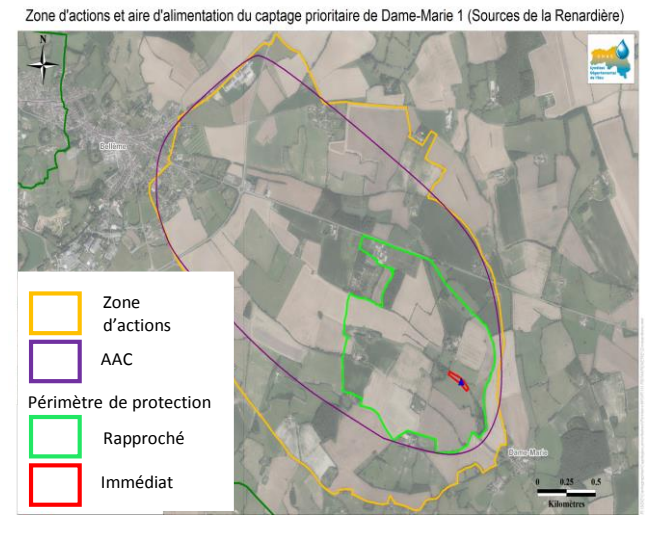 Zone d'actions et aire d'alimentation du captage prioritaire de Dame-Marie 1 (Sources de la Renardière)
N
Bellême
Zone
d'actions
AAC
Périmètre de protection
Rapproché
Immédiat
Dame-Marie
0 0.25 0.5
Kilomètres